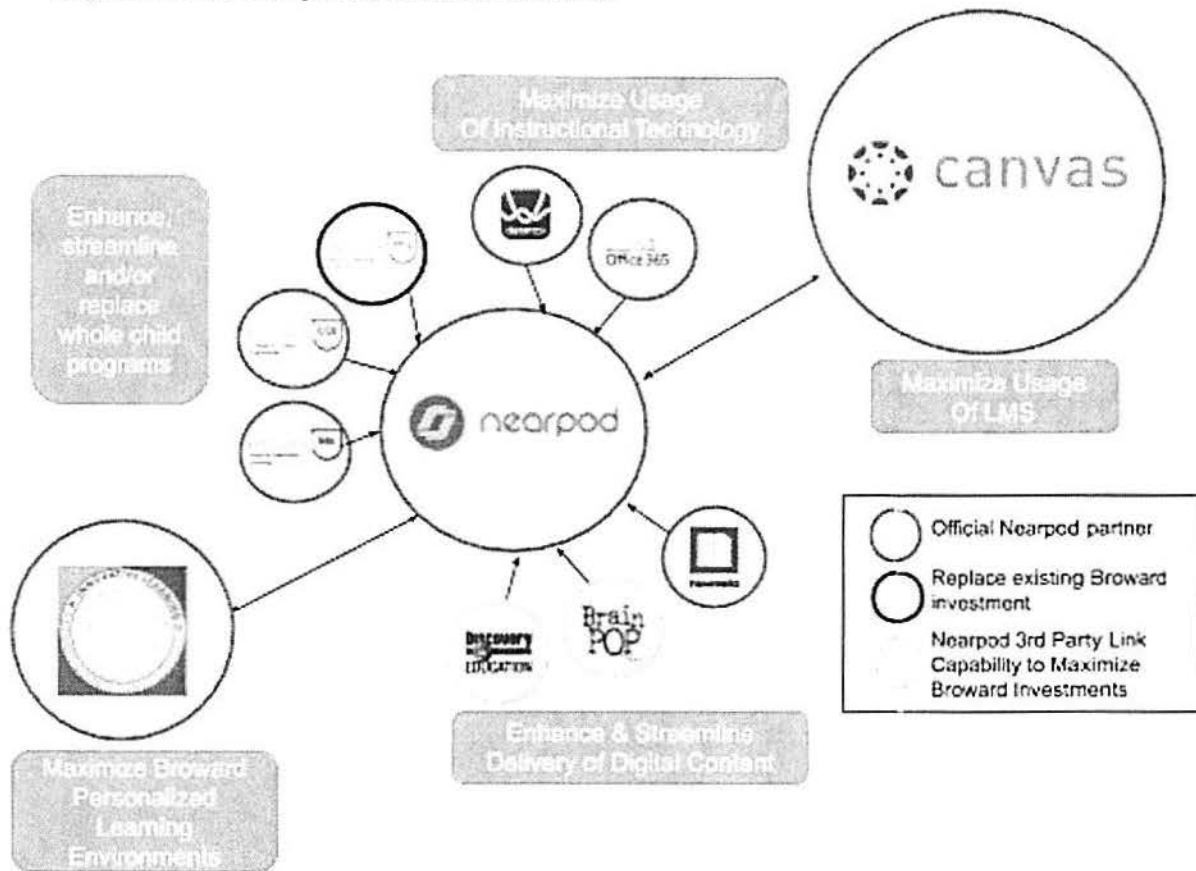 Maximize Usage
Of Instructional Technology
canvas
Enhance,
streamline
and/or
replace
whole child
programs
Office 365
Maximize Usage
Of LMS
nearpod
Official Nearpod partner
Replace existing Broward
investment
Nearpod 3rd Party Link
Capability to Maximize
Broward Investments
Discovery
EDUCATION
Brain
POP
Enhance & Streamline
Delivery of Digital Content
Maximize Broward
Personalized
Learning
Environments